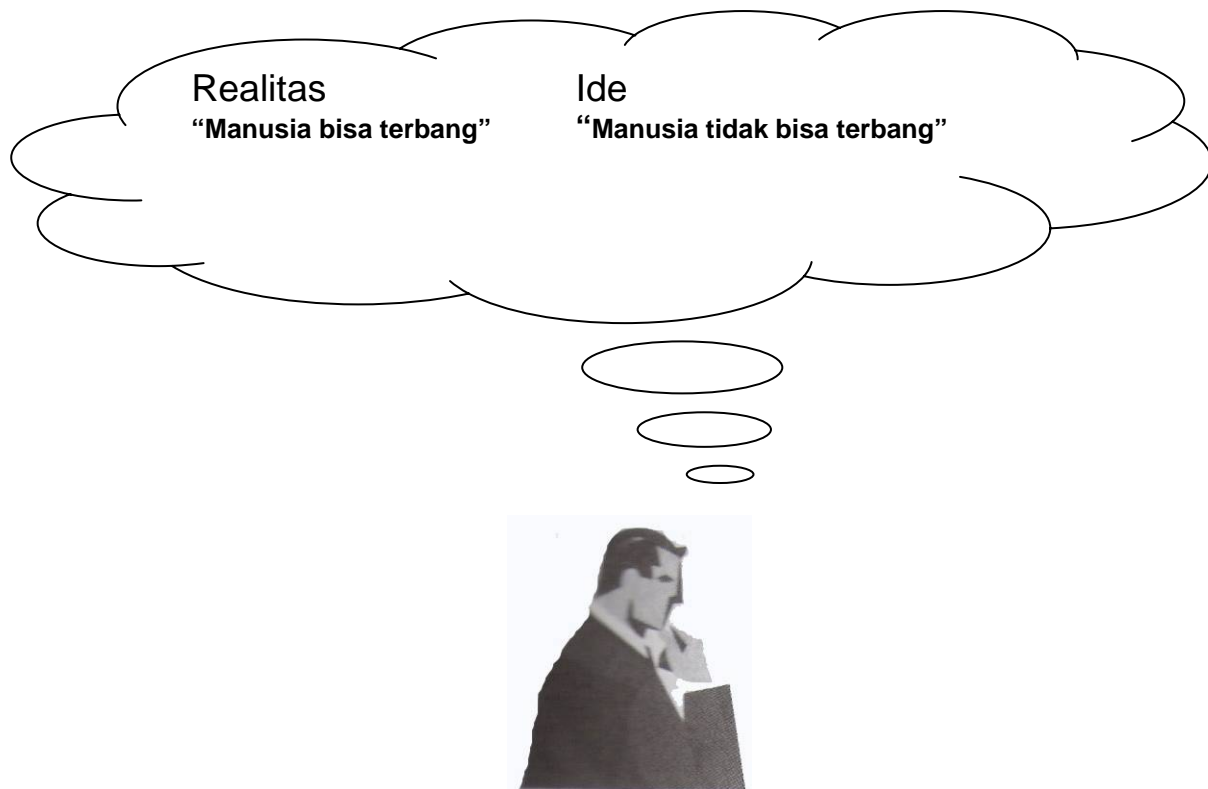 Realitas
“Manusia bisa terbang”
Ide
“Manusia tidak bisa terbang”